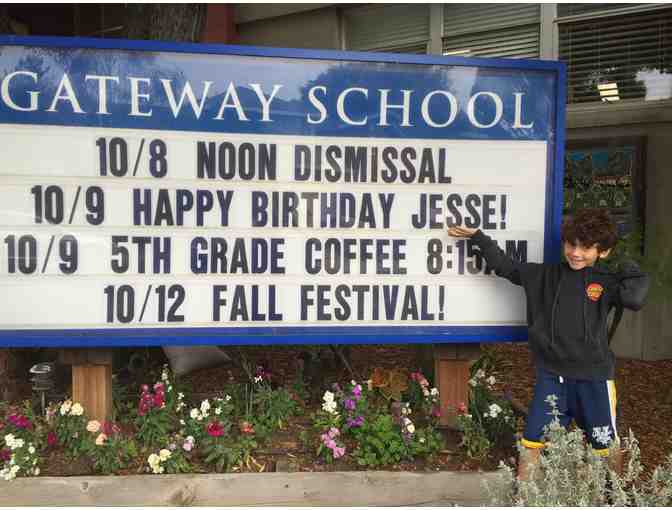 GATEWAY SCHOOL
10/8 NOON DISMISSAL
10/9 HAPPY BIRTHDAY JESSE!
10/9 5TH GRADE COFFEE 8:15AM
10/12 FALL FESTIVAL!